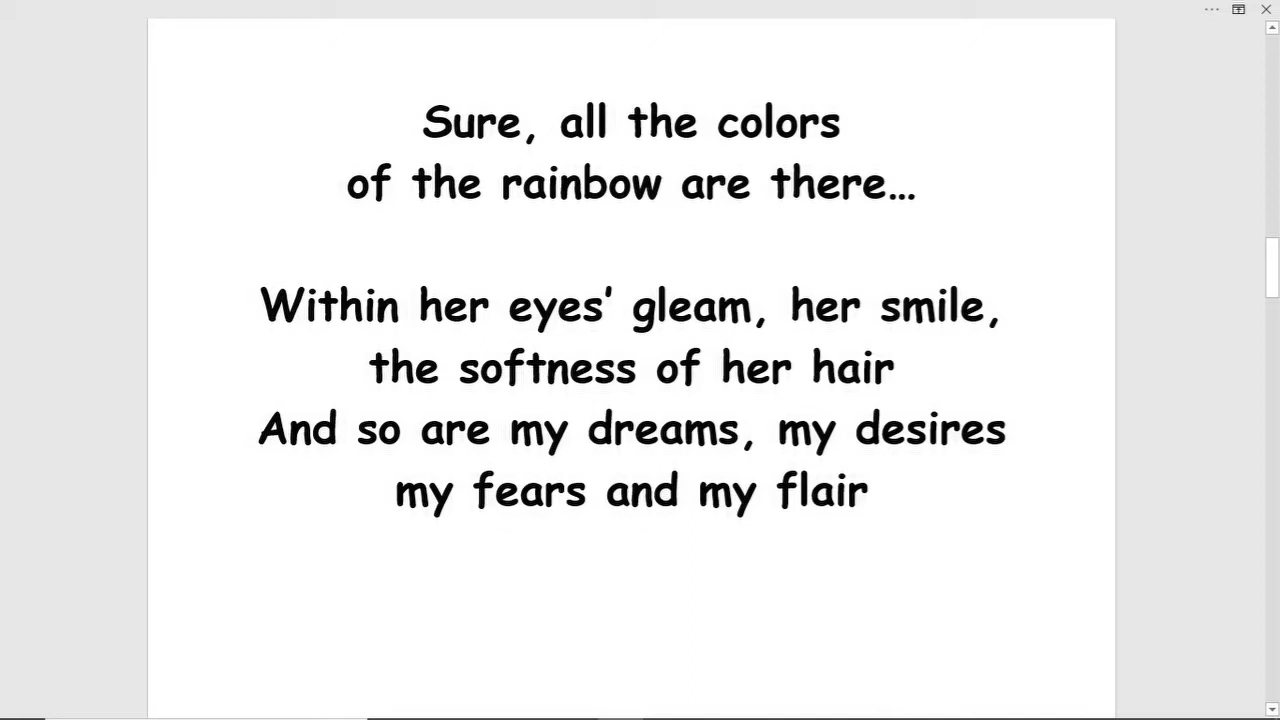 Sure, all the colors
of the rainbow are there…
Within her eyes’ gleam, her smile,
the softness of her hair
And so are my dreams, my desires
my fears and my flair